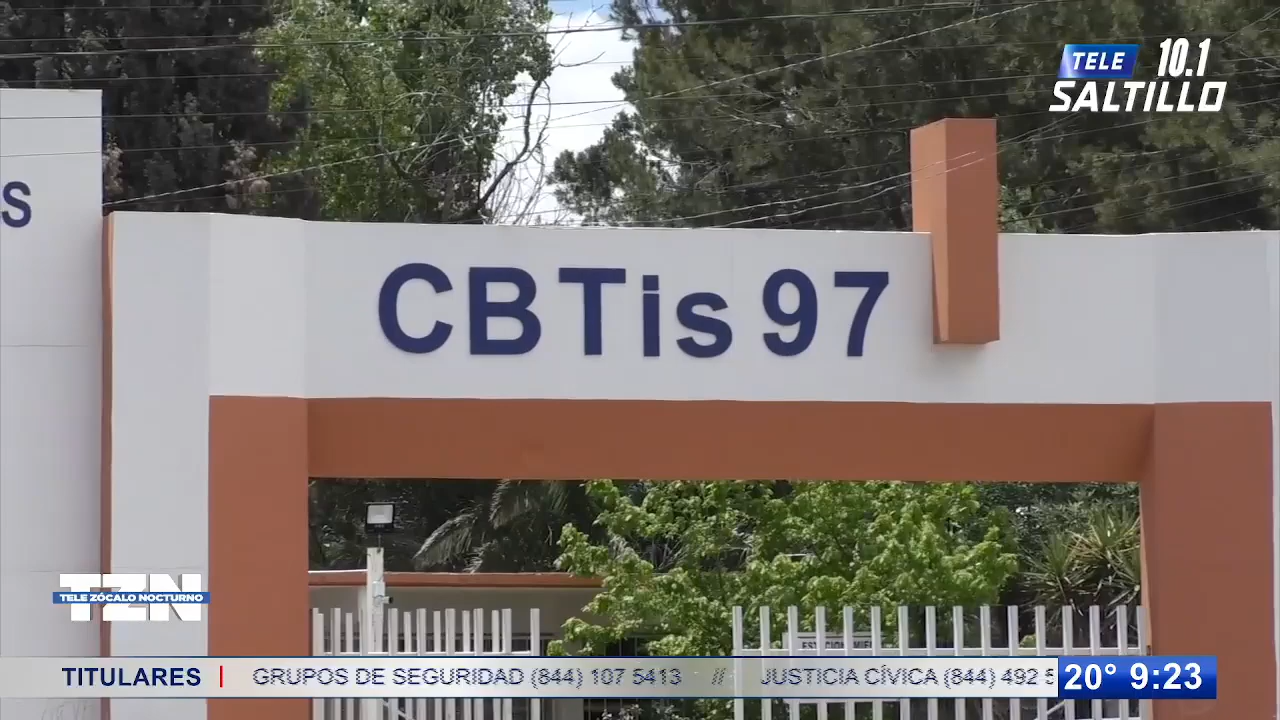 TELE 10.1
SALTILLO
S
CBTis 97
TZN
TELE ZÓCALO NOCTURNO
TITULARES | GRUPOS DE SEGURIDAD (844) 107 5413 // JUSTICIA CÍVICA (844) 492 5
20° 9:23